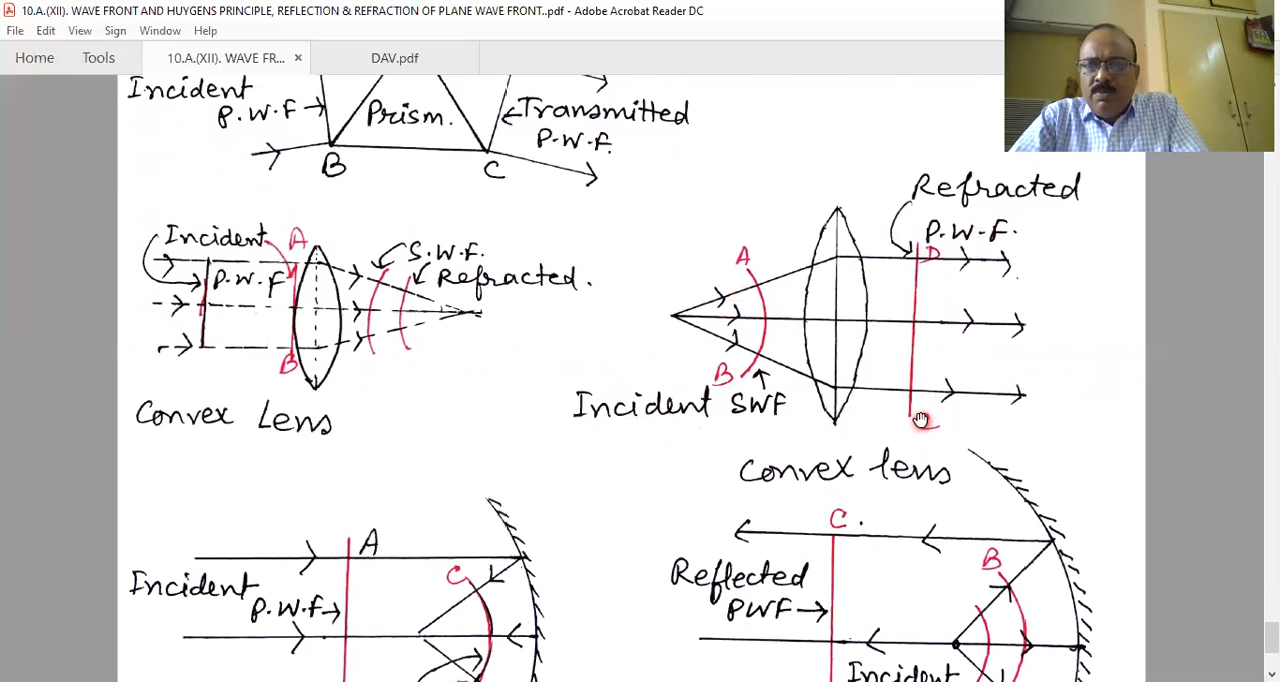 10.A.(XII). WAVE FRONT AND HUYGENS PRINCIPLE, REFLECTION & REFRACTION OF PLANE WAVE FRONT..pdf - Adobe Acrobat Reader DC
File Edit View Sign Window Help
Home Tools 10.A.(XII). WAVE FR... × DAV.pdf
Incident
P.W.F
Prism.
Transmitted
P.W.F.
B
C
Incident
P.W.F
A
B
S.W.F.
Refracted.
Convex Lens
Refracted
P.W.F.
A
D
B
C
Incident SWF
Convex lens
A
Incident
P.W.F
C
C.
Reflected
PWF
B
Incident